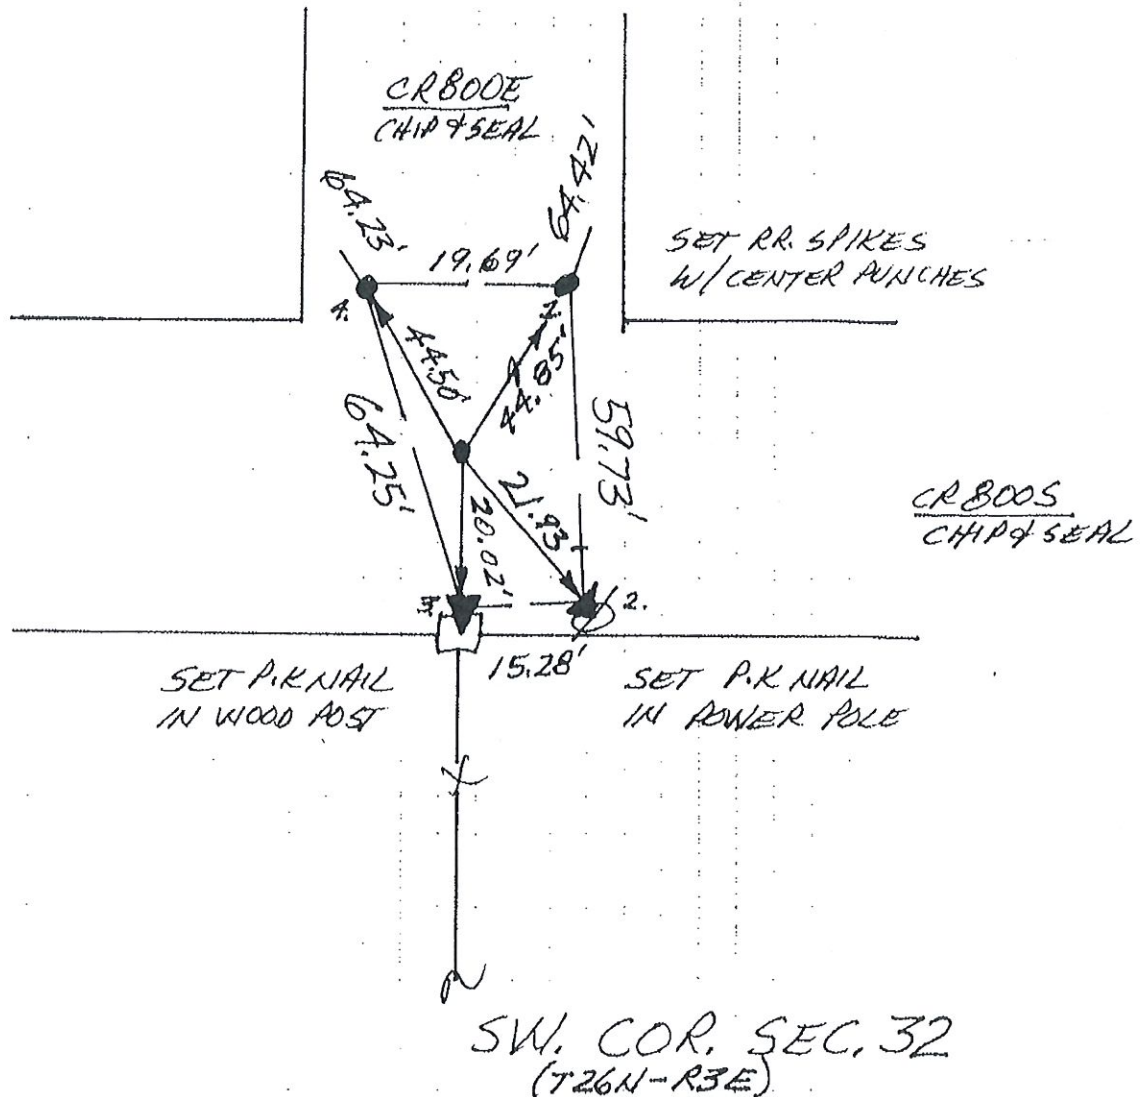 CR800E
CHIP & SEAL
64.23'
64.42'
19.69'
SET RR. SPIKES
W/ CENTER PUNCHES
4.
1.
44.50'
44.85'
64.25'
59.73'
21.93'
20.02'
CR800S
CHIP & SEAL
2.
15.28'
SET P.K NAIL
IN WOOD POST
SET P.K NAIL
IN POWER POLE
SW. COR. SEC. 32
(T26N-R3E)